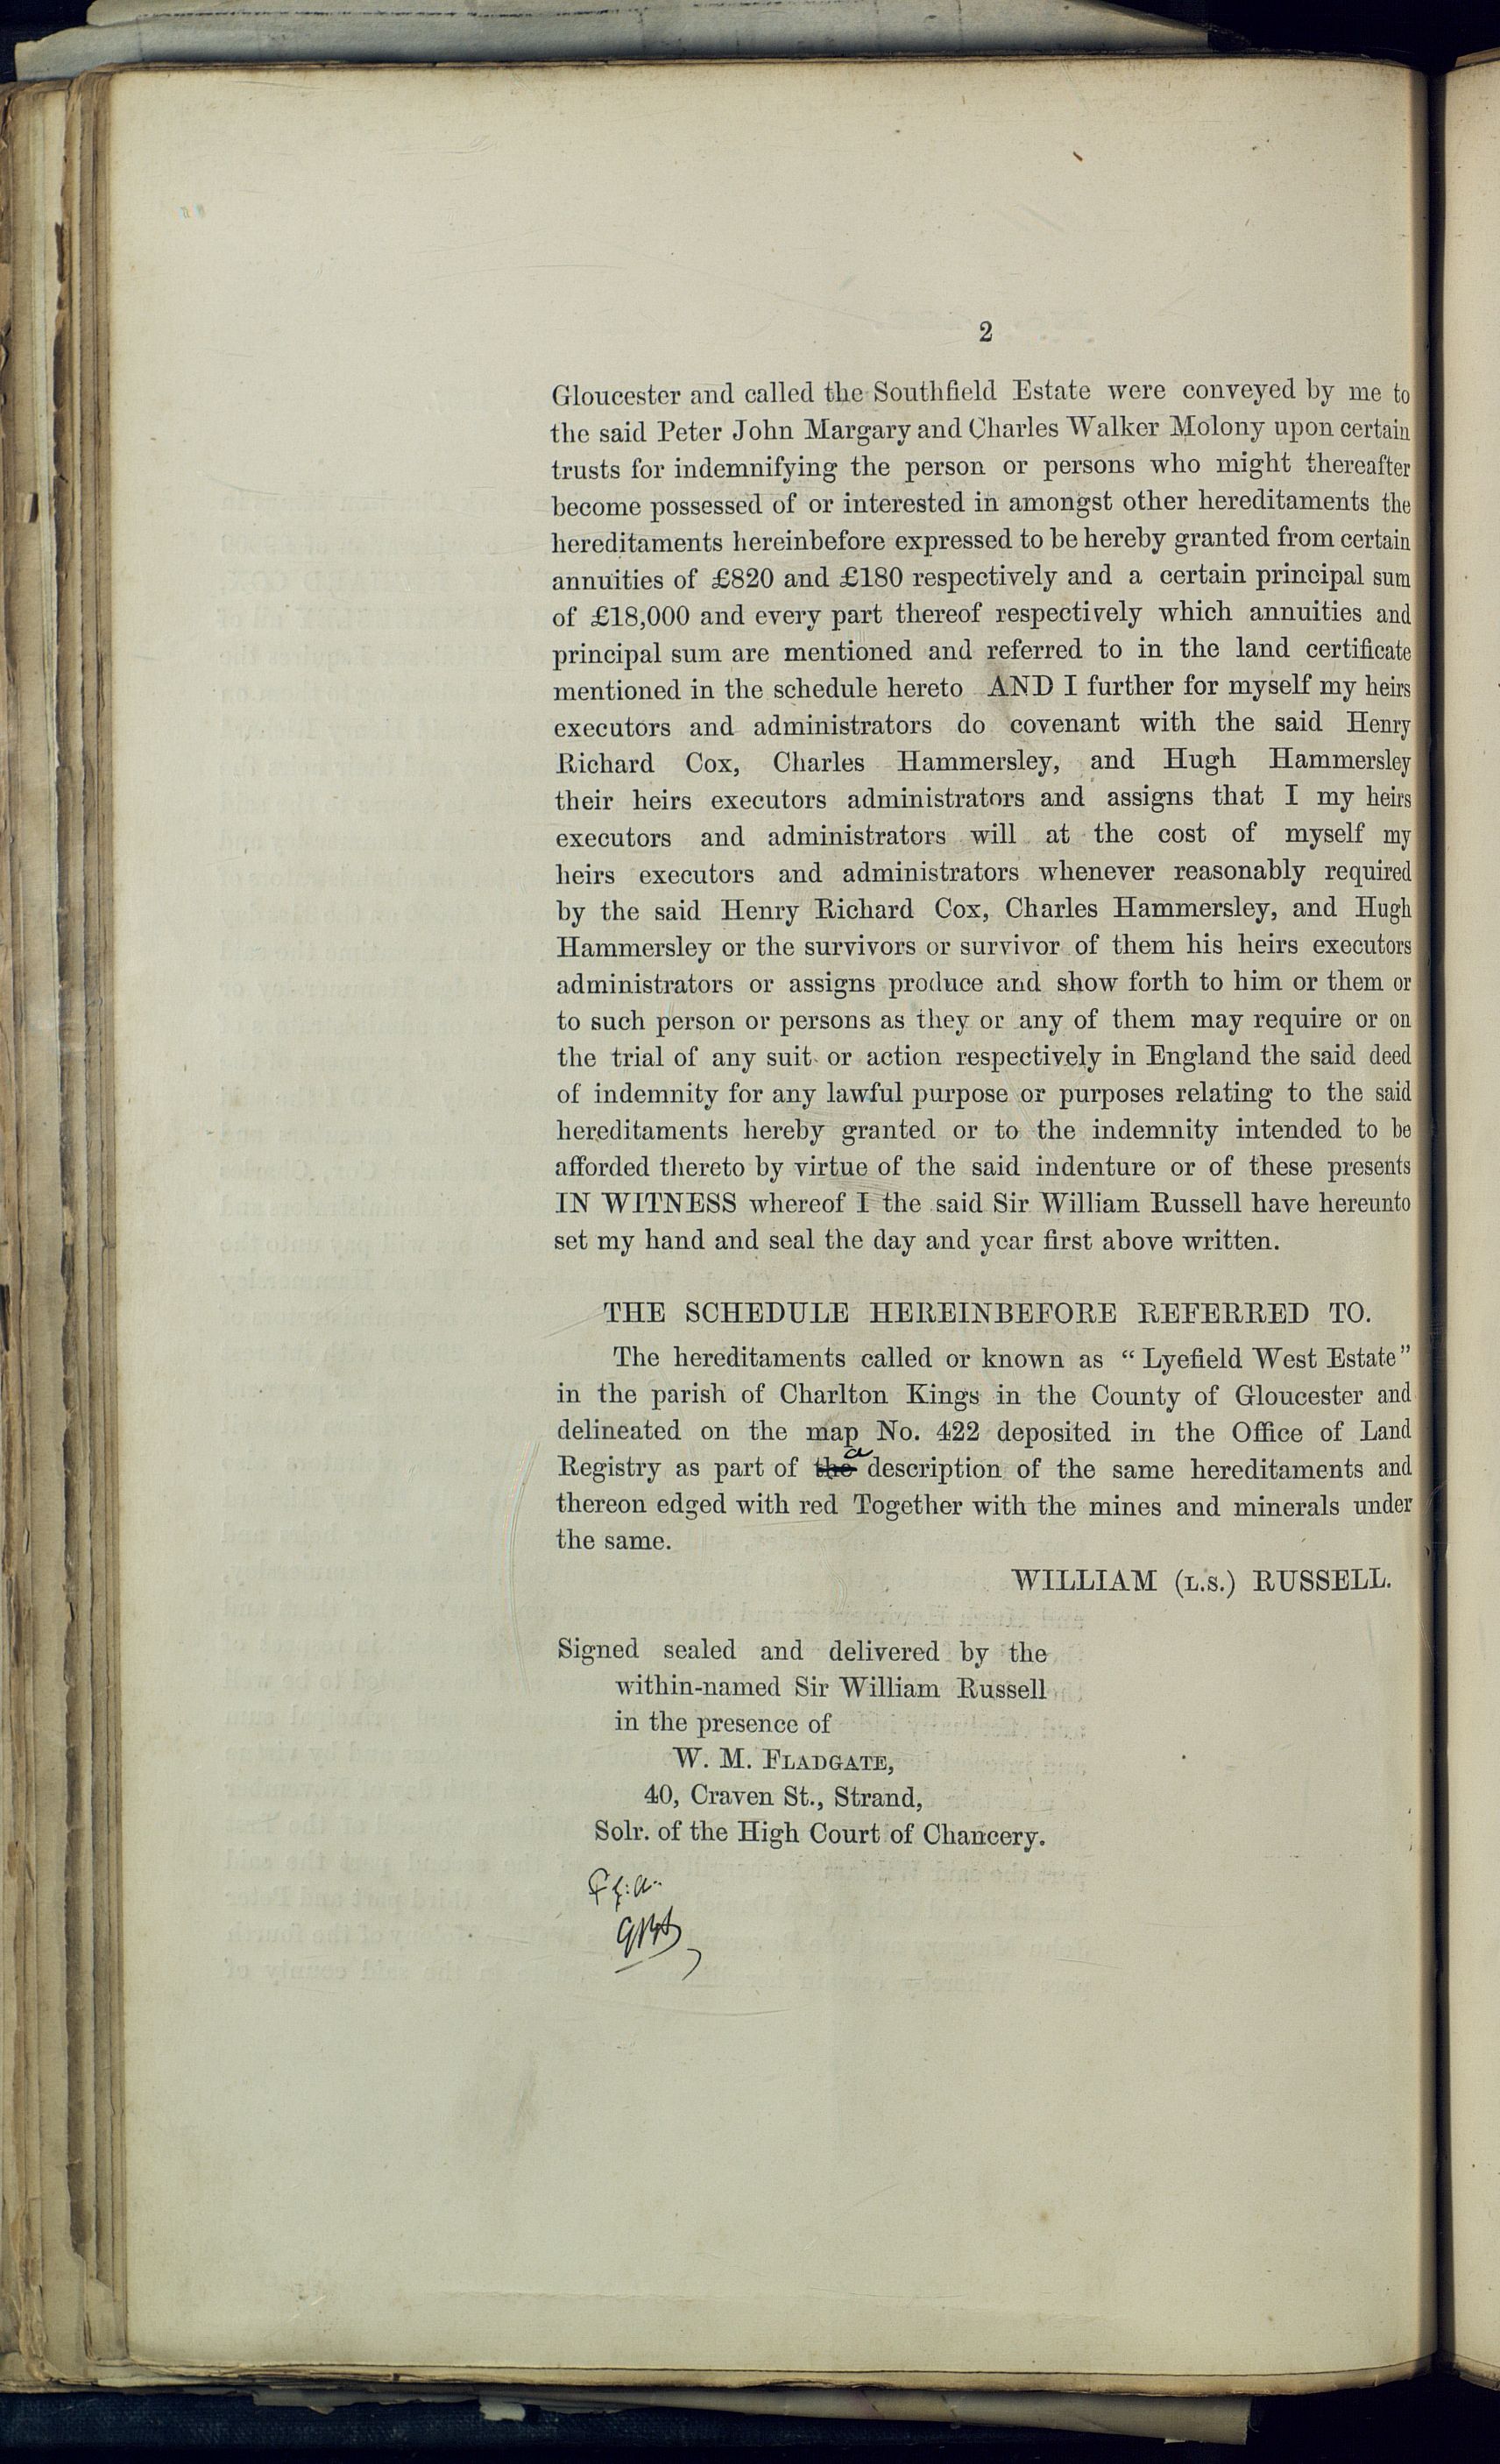 2
Gloucester and called the Southfield Estate were conveyed by me to
the said Peter John Margary and Charles Walker Molony upon certain
trusts for indemnifying the person or persons who might thereafter
become possessed of or interested in amongst other hereditaments the
hereditaments hereinbefore expressed to be hereby granted from certain
annuities of £820 and £180 respectively and a certain principal sum
of £18,000 and every part thereof respectively which annuities and
principal sum are mentioned and referred to in the land certificate
mentioned in the schedule hereto AND I further for myself my heirs
executors and administrators do covenant with the said Henry
Richard Cox, Charles Hammersley, and Hugh Hammersley
their heirs executors administrators and assigns that I my heirs
executors and administrators will at the cost of myself my
heirs executors and administrators whenever reasonably required
by the said Henry Richard Cox, Charles Hammersley, and Hugh
Hammersley or the survivors or survivor of them his heirs executors
administrators or assigns produce and show forth to him or them or
to such person or persons as they or any of them may require or on
the trial of any suit or action respectively in England the said deed
of indemnity for any lawful purpose or purposes relating to the said
hereditaments hereby granted or to the indemnity intended to be
afforded thereto by virtue of the said indenture or of these presents
IN WITNESS whereof I the said Sir William Russell have hereunto
set my hand and seal the day and year first above written.
THE SCHEDULE HEREINBEFORE REFERRED TO.
The hereditaments called or known as “Lyefield West Estate”
in the parish of Charlton Kings in the County of Gloucester and
delineated on the map No. 422 deposited in the Office of Land
Registry as part of the a description of the same hereditaments and
thereon edged with red Together with the mines and minerals under
the same.
WILLIAM (L.S.) RUSSELL.
Signed sealed and delivered by the
within-named Sir William Russell
in the presence of
W. M. FLADGATE,
40, Craven St., Strand,
Solr. of the High Court of Chancery.